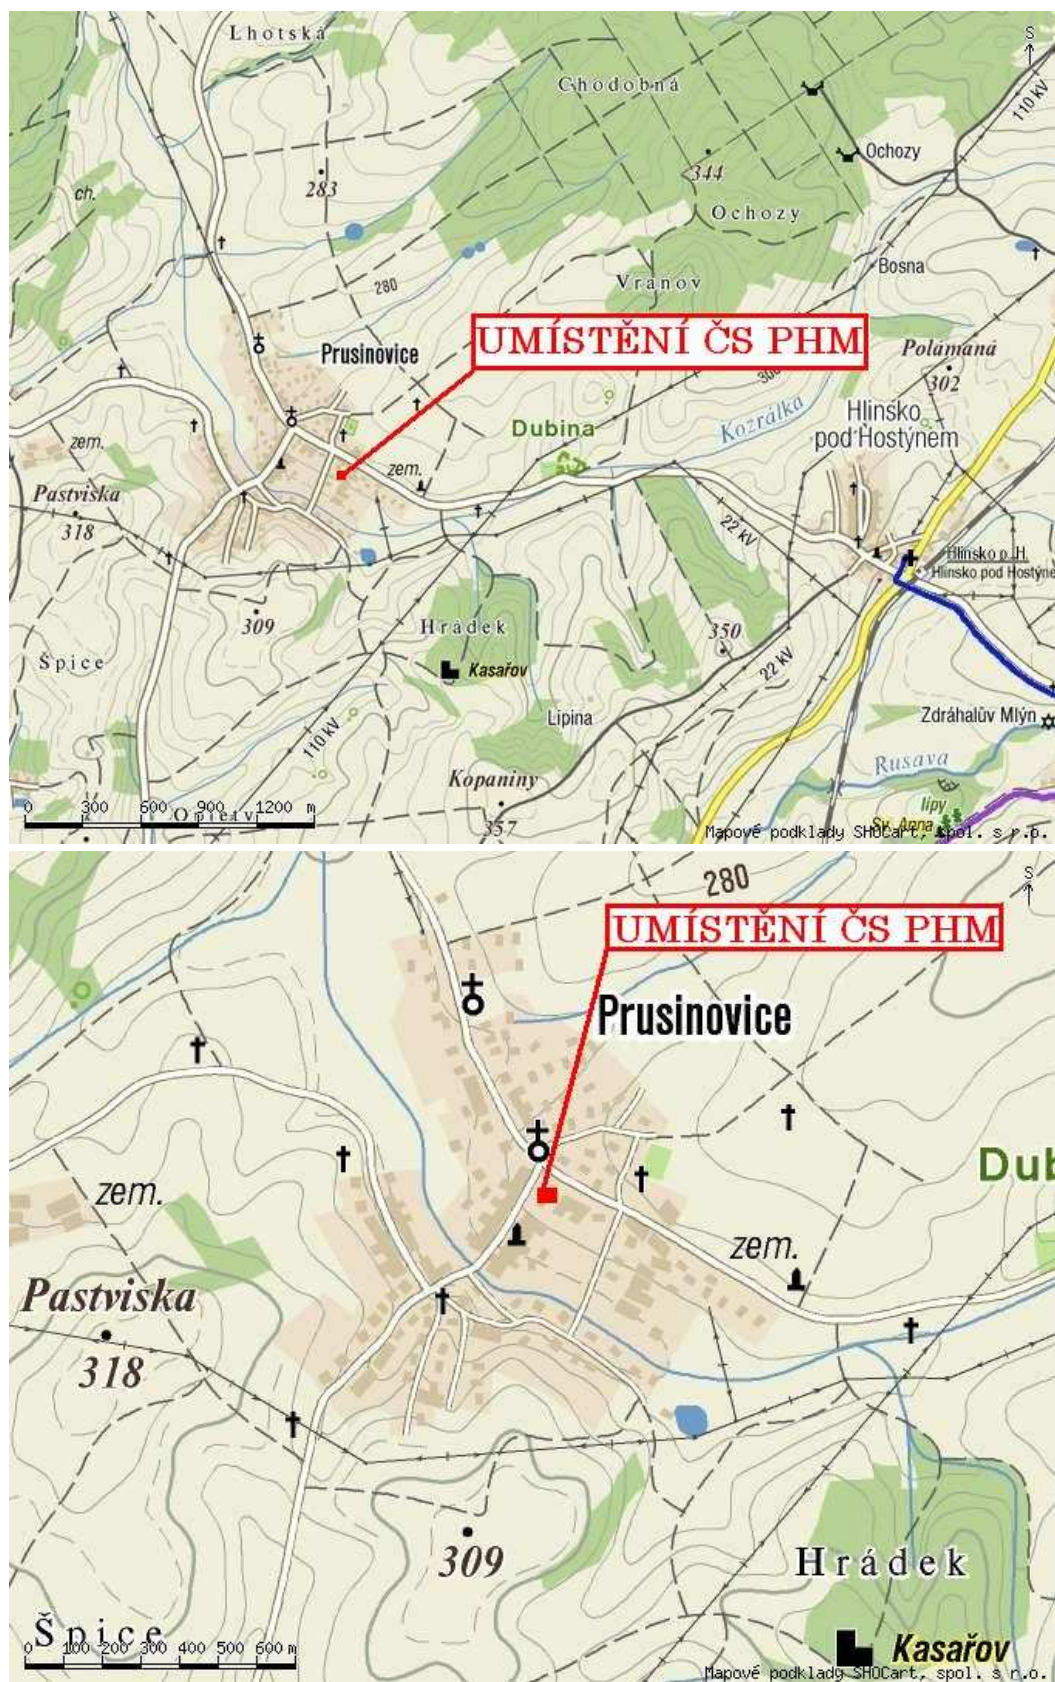 Lhotská
S
Chodobná
110 kV
Ochozy
344
283
ch.
Ochozy
Bosna
280
Vranov
UMÍSTĚNÍ ČS PHM
Prusinovice
Polámaná
302
300
Hlinsko
pod Hostýnem
Kozrálka
Dubina
zem.
zem.
Pastviska
318
22 kV
Hlinsko p. H.
Hlinsko pod Hostýne
309
Hrádek
350
Špice
Kasařov
22 kV
Lipina
Zdráhalův Mlýn
110 kV
Rusava
Kopaniny
357
lípy
Sv. Anna
0 300 600 900 1200 m
Mapové podklady SHOCart, spol. s r.o.
280
S
UMÍSTĚNÍ ČS PHM
Prusinovice
Dub
zem.
zem.
Pastviska
318
309
Hrádek
Špice
0 100 200 300 400 500 600 m
Kasařov
Mapové podklady SHOCart, spol. s r.o.